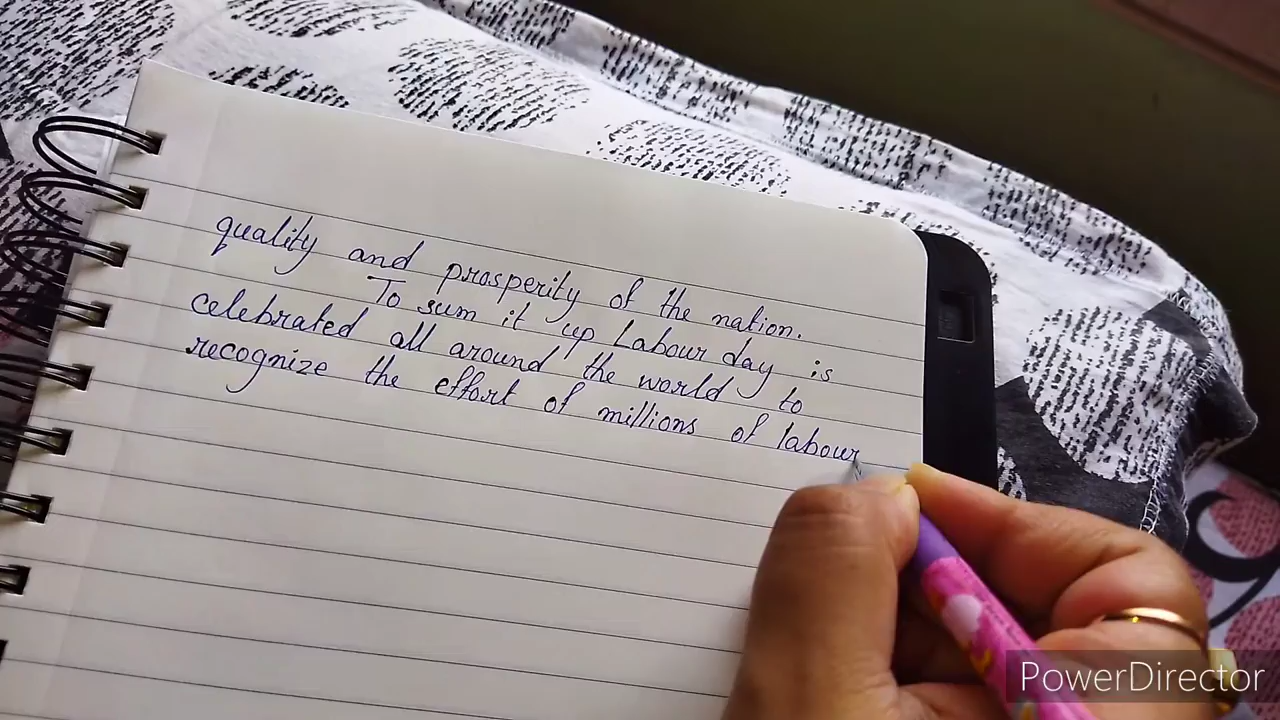 quality and prosperity of the nation.
To sum it up Labour day is
celebrated all around the world to
recognize the effort of millions of labour
PowerDirector